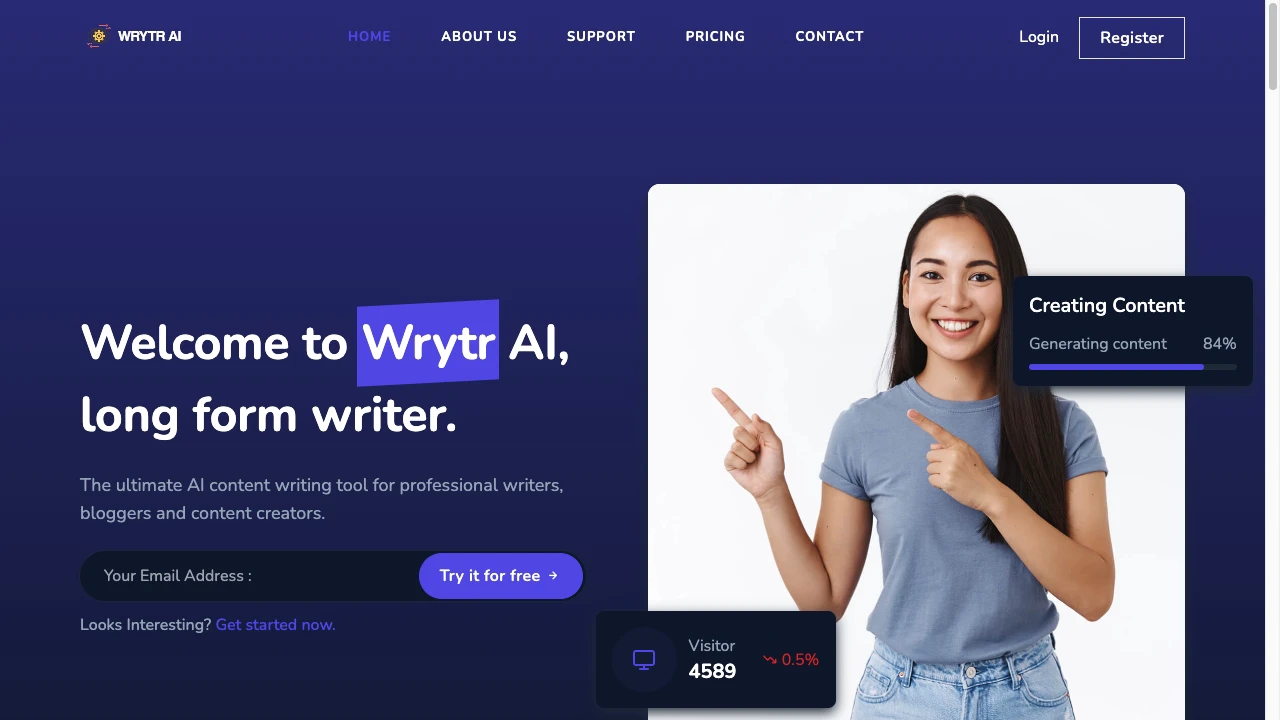 WRYTR AI
HOME
ABOUT US
SUPPORT
PRICING
CONTACT
Login
Register
Welcome to Wrytr AI,
long form writer.
The ultimate AI content writing tool for professional writers,
bloggers and content creators.
Your Email Address :
Try it for free →
Looks Interesting? Get started now.
Creating Content
Generating content 84%
Visitor
4589
0.5%